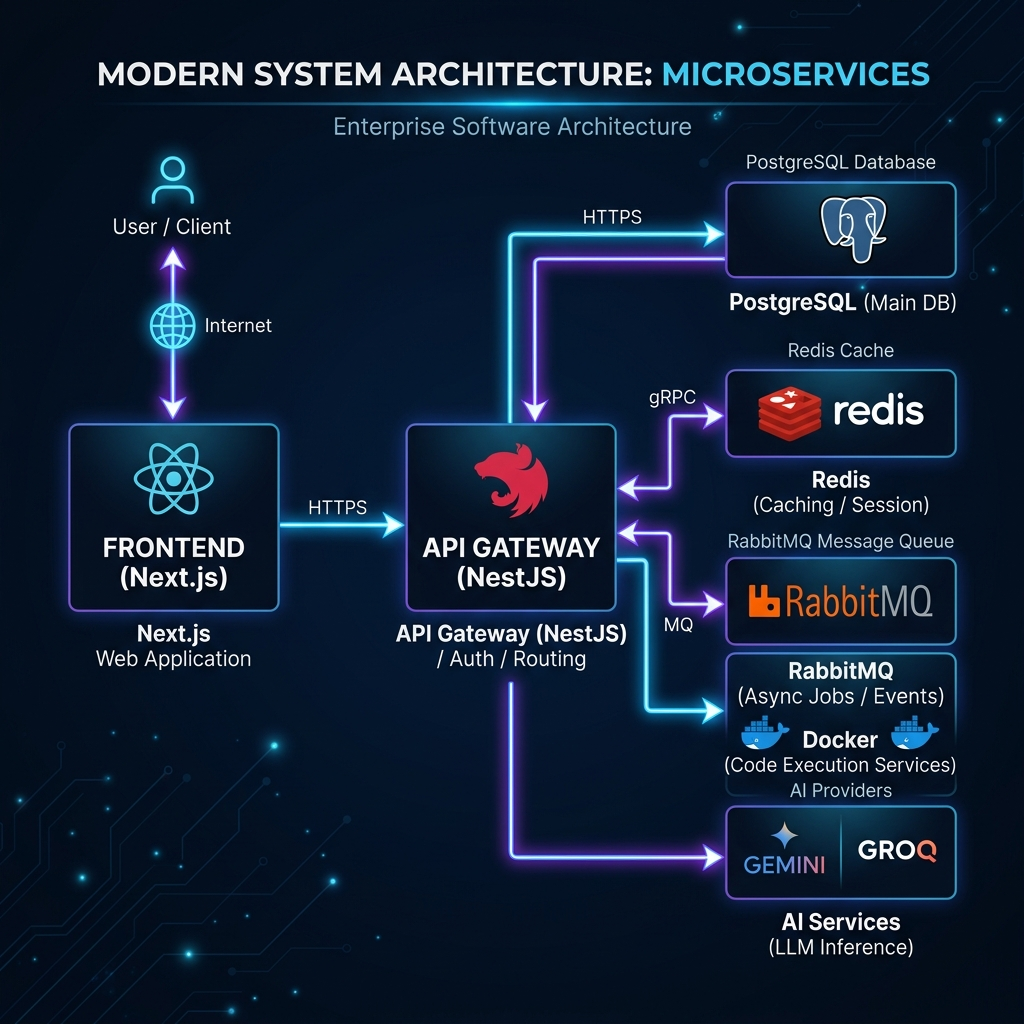 MODERN SYSTEM ARCHITECTURE: MICROSERVICES
Enterprise Software Architecture
User / Client
Internet
FRONTEND
(Next.js)
Next.js
Web Application
HTTPS
API GATEWAY
(NestJS)
API Gateway (NestJS)
/ Auth / Routing
HTTPS
PostgreSQL Database
PostgreSQL (Main DB)
gRPC
Redis Cache
redis
Redis
(Caching / Session)
MQ
RabbitMQ Message Queue
RabbitMQ
RabbitMQ
(Async Jobs / Events)
Docker
(Code Execution Services)
AI Providers
GEMINI
GROQ
AI Services
(LLM Inference)